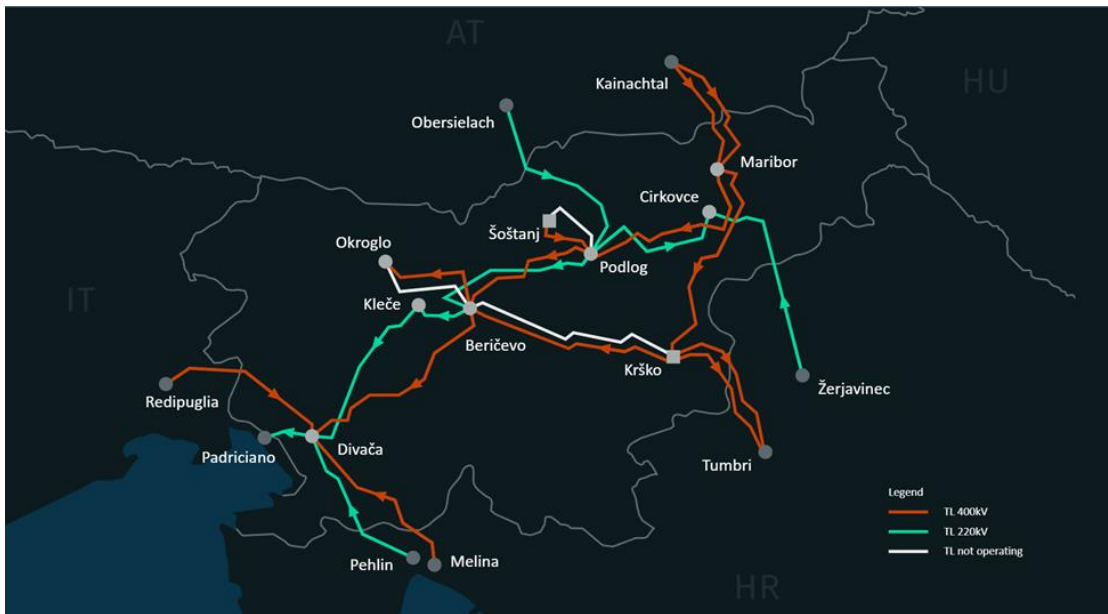 AT
HU
Kainachtal
Obersielach
Maribor
Cirkovce
Šoštanj
Okroglo
Podlog
IT
Kleče
Beričevo
Krško
Redipuglia
Žerjavinec
Padriciano
Divača
Tumbri
Legend
TL 400kV
TL 220kV
TL not operating
Pehlin
Melina
HR